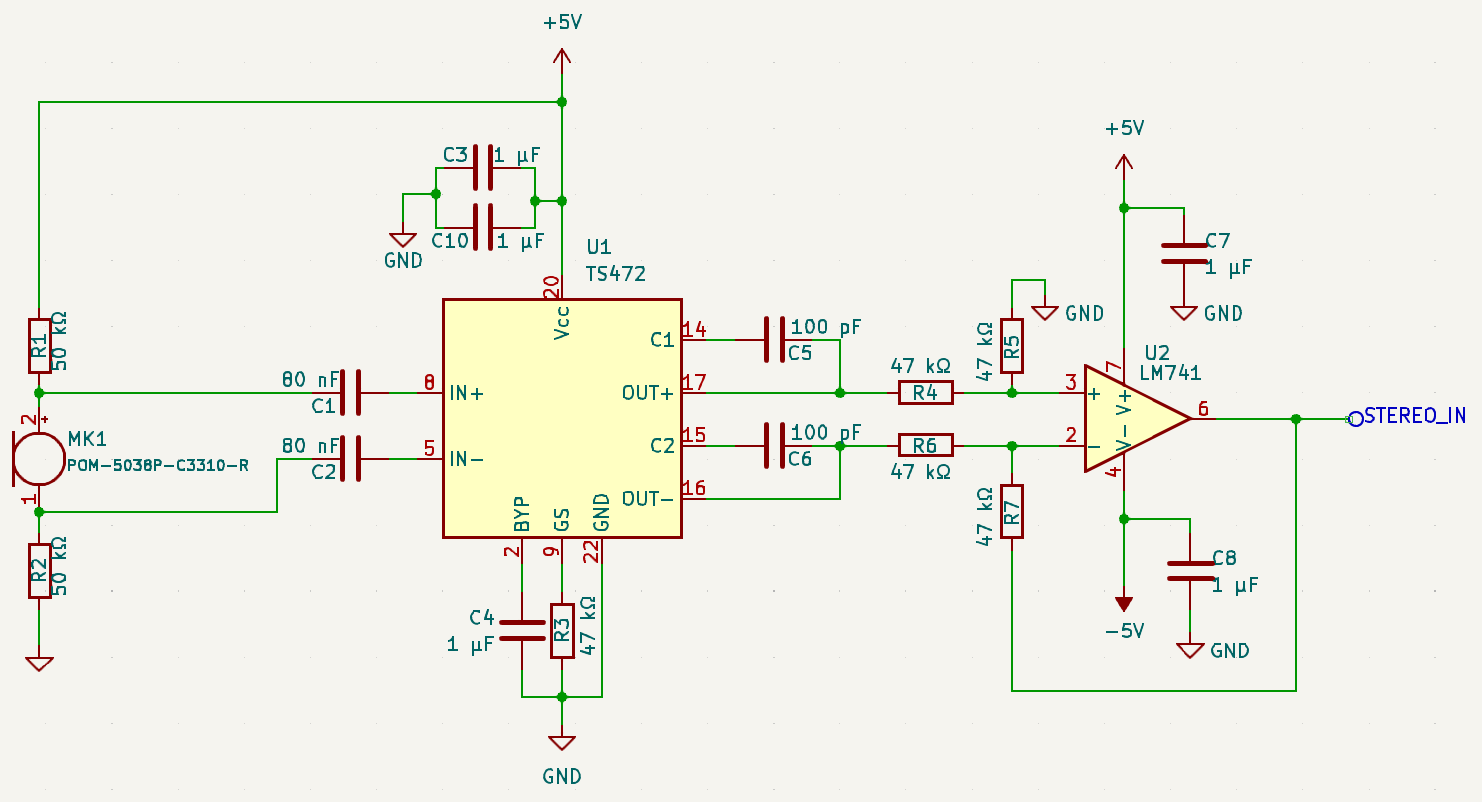 +5V
C3 1 µF
C10 1 µF
GND
U1
TS472
20
Vcc
+5V
C7
1 µF
GND
GND
R1
50 kΩ
80 nF
C1
8
IN+
C1
14
100 pF
C5
OUT+
17
47 kΩ
R4
47 kΩ
R5
U2
LM741
7
V+
3
+
6
STEREO_IN
2
+
MK1
POM-5038P-C3310-R
1
80 nF
C2
5
IN-
C2
15
100 pF
C6
OUT-
16
R6
47 kΩ
2
-
V-
4
47 kΩ
R7
R2
50 kΩ
BYP
GS
GND
2
9
22
C4
1 µF
R3
47 kΩ
GND
C8
1 µF
-5V
GND